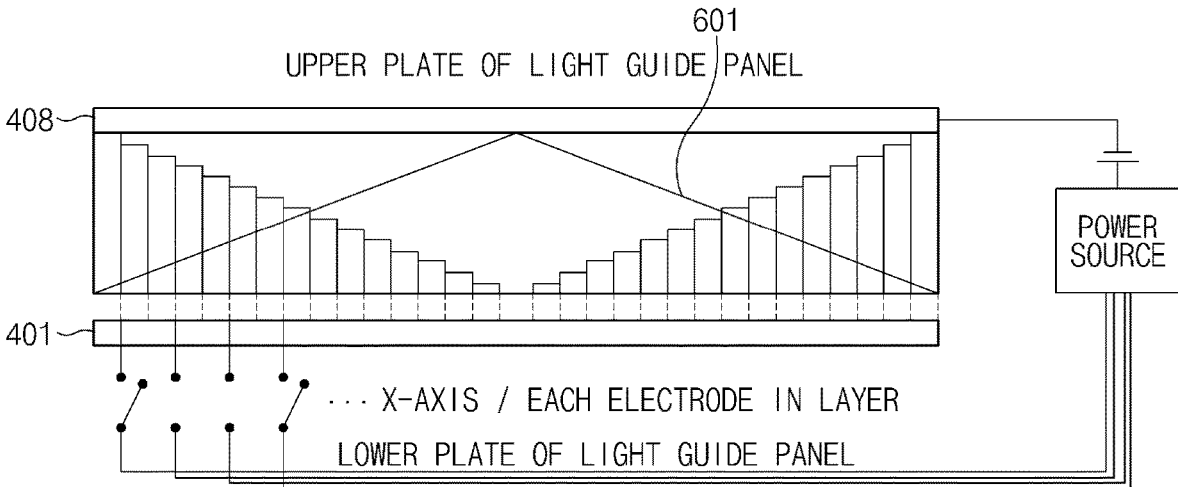 601
UPPER PLATE OF LIGHT GUIDE PANEL
408
POWER
SOURCE
401
··· X-AXIS / EACH ELECTRODE IN LAYER
LOWER PLATE OF LIGHT GUIDE PANEL